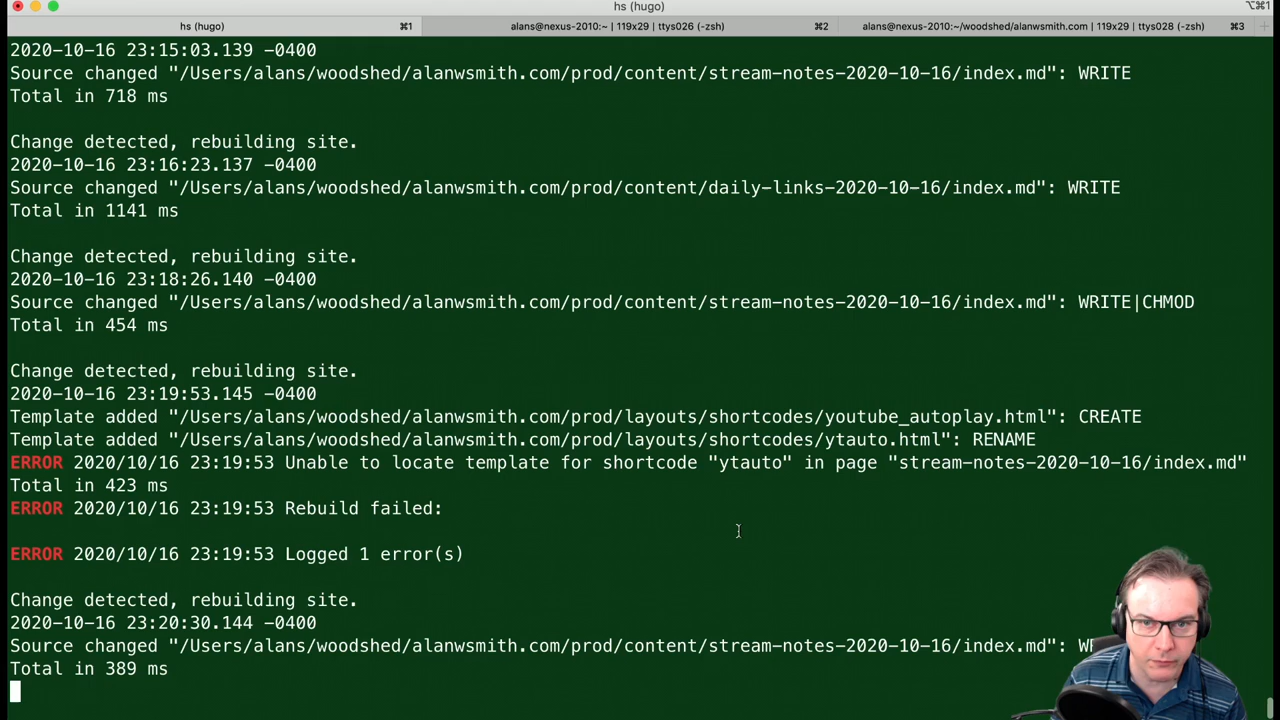 hs (hugo)
⌥⌘1
hs (hugo) ⌘1 alans@nexus-2010:~ | 119x29 | ttys026 (-zsh) ⌘2 alans@nexus-2010:~/woodshed/alanwsmith.com | 119x29 | ttys028 (-zsh) ⌘3
2020-10-16 23:15:03.139 -0400
Source changed "/Users/alans/woodshed/alanwsmith.com/prod/content/stream-notes-2020-10-16/index.md": WRITE
Total in 718 ms
Change detected, rebuilding site.
2020-10-16 23:16:23.137 -0400
Source changed "/Users/alans/woodshed/alanwsmith.com/prod/content/daily-links-2020-10-16/index.md": WRITE
Total in 1141 ms
Change detected, rebuilding site.
2020-10-16 23:18:26.140 -0400
Source changed "/Users/alans/woodshed/alanwsmith.com/prod/content/stream-notes-2020-10-16/index.md": WRITE|CHMOD
Total in 454 ms
Change detected, rebuilding site.
2020-10-16 23:19:53.145 -0400
Template added "/Users/alans/woodshed/alanwsmith.com/prod/layouts/shortcodes/youtube_autoplay.html": CREATE
Template added "/Users/alans/woodshed/alanwsmith.com/prod/layouts/shortcodes/ytauto.html": RENAME
ERROR 2020/10/16 23:19:53 Unable to locate template for shortcode "ytauto" in page "stream-notes-2020-10-16/index.md"
Total in 423 ms
ERROR 2020/10/16 23:19:53 Rebuild failed:
ERROR 2020/10/16 23:19:53 Logged 1 error(s)
Change detected, rebuilding site.
2020-10-16 23:20:30.144 -0400
Source changed "/Users/alans/woodshed/alanwsmith.com/prod/content/stream-notes-2020-10-16/index.md":
Total in 389 ms